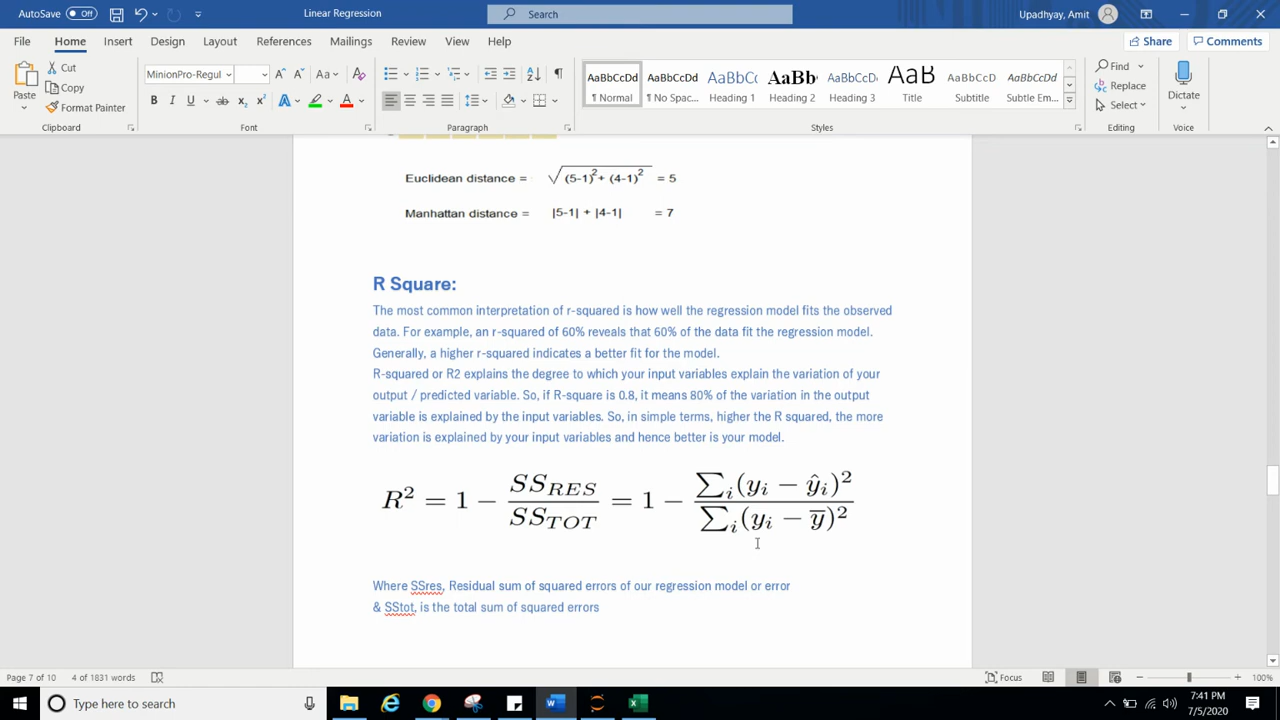 AutoSave Off Linear Regression Search Upadhyay, Amit
File Home Insert Design Layout References Mailings Review View Help Share Comments
Paste Cut Copy Format Painter Clipboard
MinionPro-Regul Aa A
I U ab x₂ x² A A Font
Paragraph
AaBbCcDd AaBbCcDd AaBbC AaBb AaBbCcD AaB AaBbCcD AaBbCcDd
¶ Normal ¶ No Spac... Heading 1 Heading 2 Heading 3 Title Subtitle Subtle Em...
Styles
Find Replace Select Editing
Dictate Voice
Euclidean distance = √(5-1)²+ (4-1)² = 5
Manhattan distance = |5-1| + |4-1| = 7
R Square:
The most common interpretation of r-squared is how well the regression model fits the observed
data. For example, an r-squared of 60% reveals that 60% of the data fit the regression model.
Generally, a higher r-squared indicates a better fit for the model.
R-squared or R2 explains the degree to which your input variables explain the variation of your
output / predicted variable. So, if R-square is 0.8, it means 80% of the variation in the output
variable is explained by the input variables. So, in simple terms, higher the R squared, the more
variation is explained by your input variables and hence better is your model.
R² = 1 − SS_RES / SS_TOT = 1 − ∑ᵢ(yᵢ − ŷᵢ)² / ∑ᵢ(yᵢ − ȳ)²
Where SSres, Residual sum of squared errors of our regression model or error
& SStot, is the total sum of squared errors
Page 7 of 10 4 of 1831 words Focus 100%
Type here to search 7:41 PM
7/5/2020